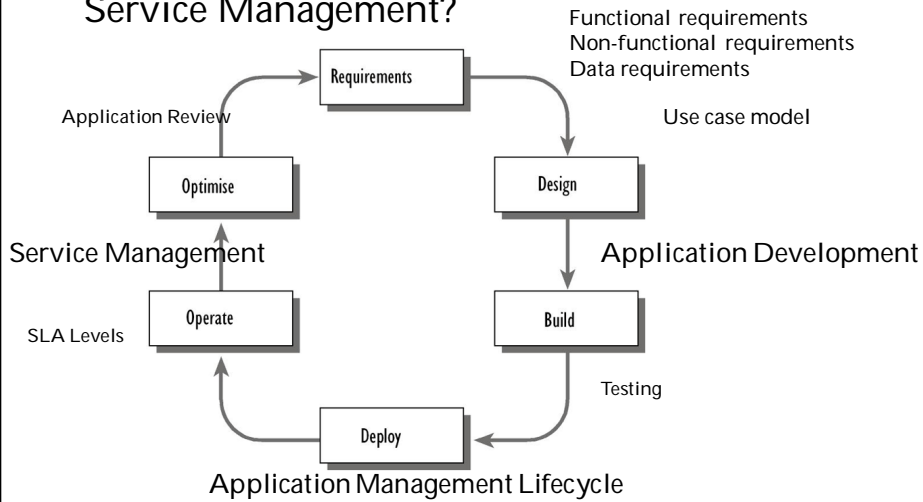 Service Management?
Functional requirements
Non-functional requirements
Data requirements
Requirements
Application Review
Use case model
Optimise
Design
Service Management
Application Development
Operate
Build
SLA Levels
Testing
Deploy
Application Management Lifecycle